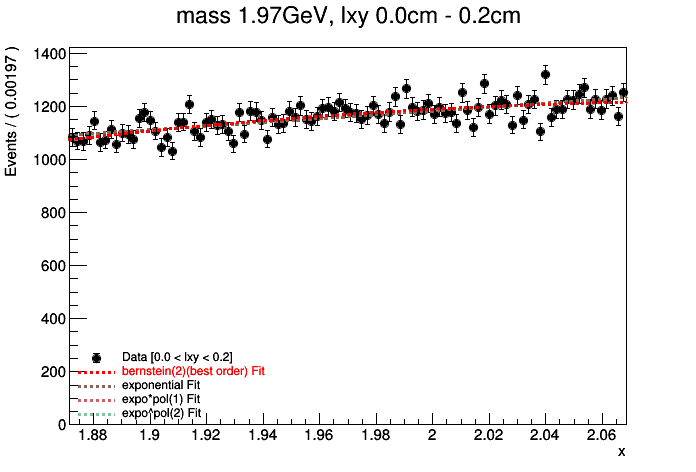 mass 1.97GeV, lxy 0.0cm - 0.2cm
Events / ( 0.00197 )
1400
1200
1000
800
600
400
200
0
Data [0.0 < lxy < 0.2]
bernstein(2)(best order) Fit
exponential Fit
expo*pol(1) Fit
expo^pol(2) Fit
1.88 1.9 1.92 1.94 1.96 1.98 2 2.02 2.04 2.06
x